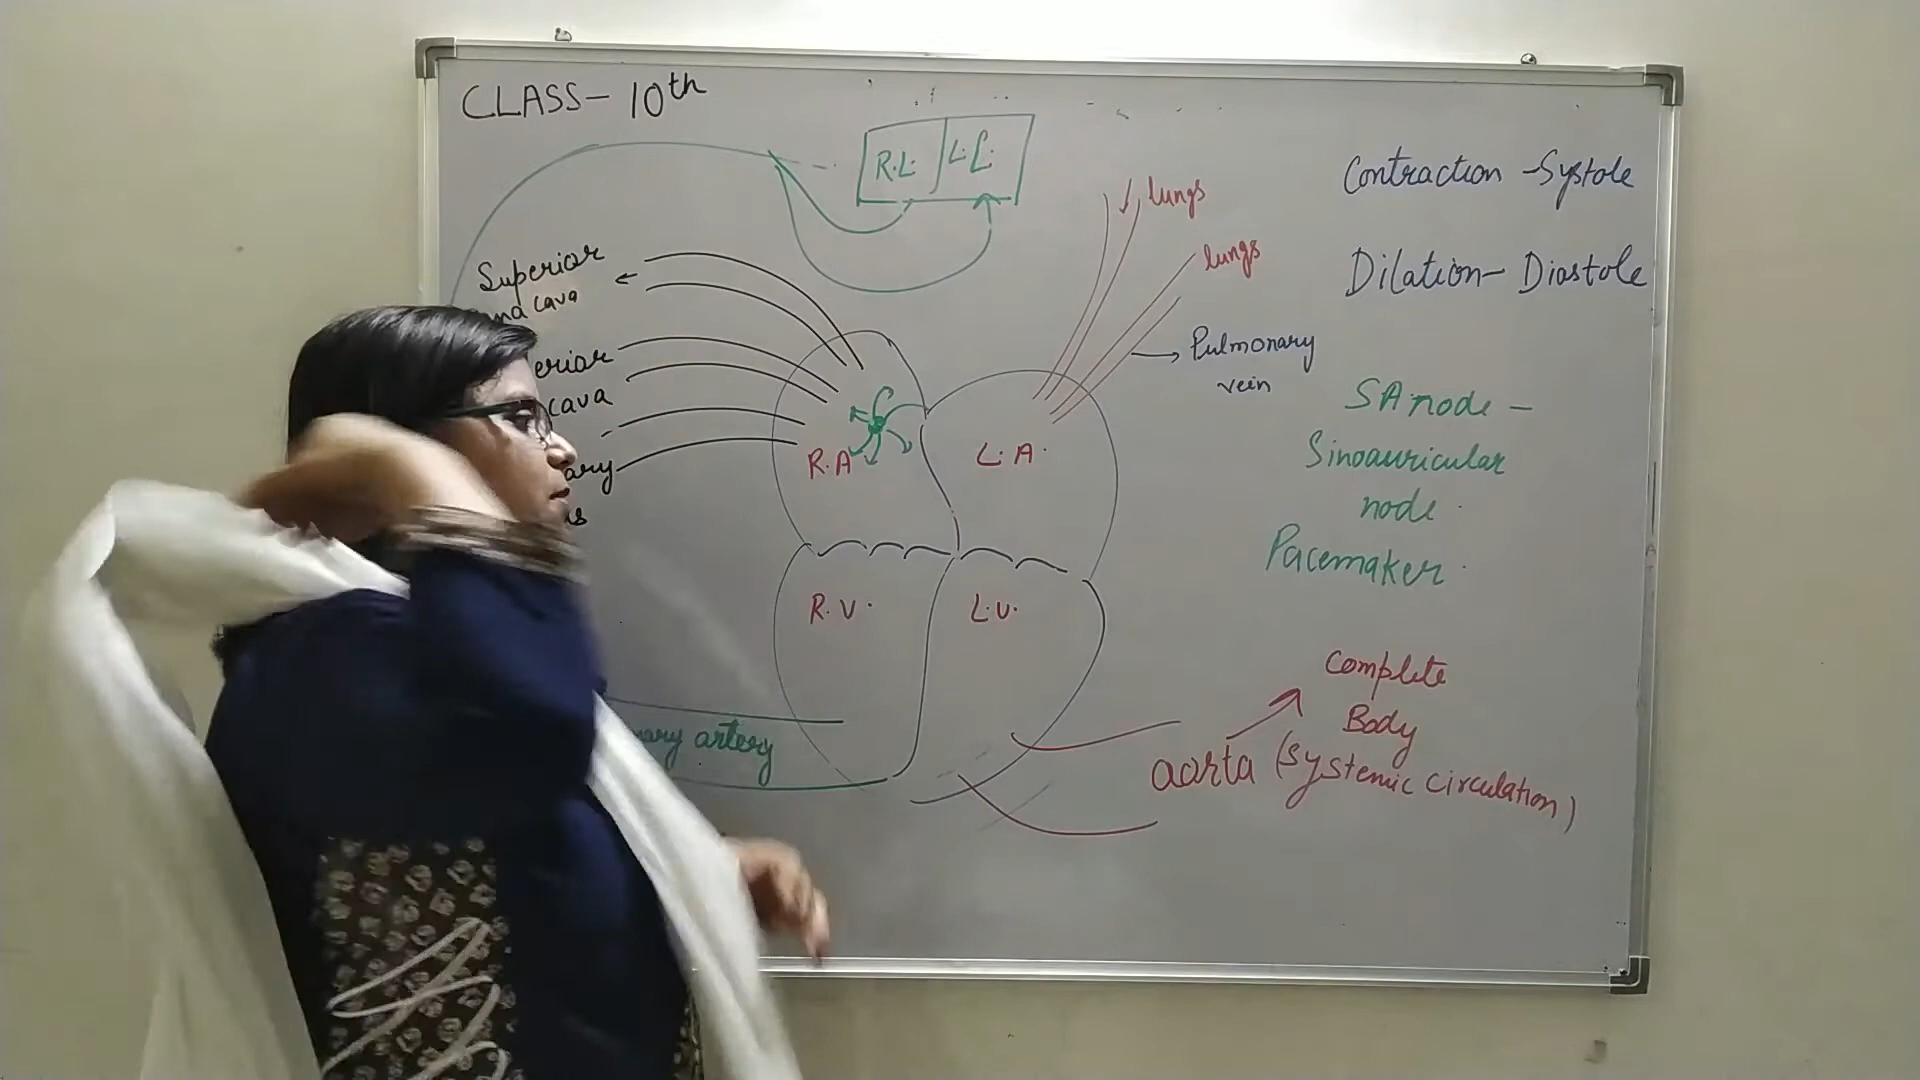 CLASS- 10th
R.L. L.L.
Superior
cava
lungs
lungs
Contraction -Systole
Dilation- Diastole
Pulmonary
vein
cava
SA node -
Sinoauricular
node.
Pacemaker.
R.A
L.A.
R.V.
L.V.
artery
complete
Body
aorta (systemic circulation)